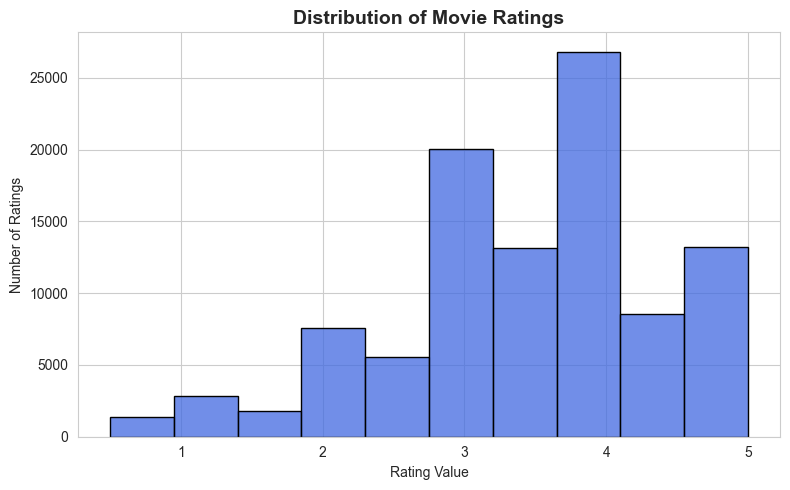 Distribution of Movie Ratings
25000
20000
15000
10000
5000
0
Number of Ratings
1 2 3 4 5
Rating Value